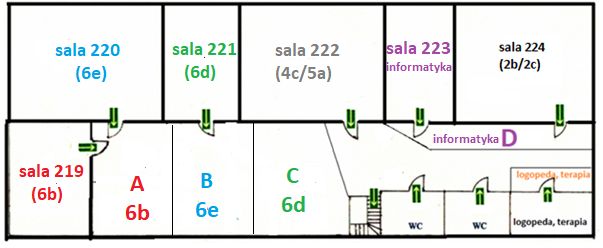 sala 220
(6e)
sala 221
(6d)
sala 222
(4c/5a)
sala 223
informatyka
sala 224
(2b/2c)
informatyka D
sala 219
(6b)
A
6b
B
6e
C
6d
logopeda, terapia
WC
WC
logopeda, terapia